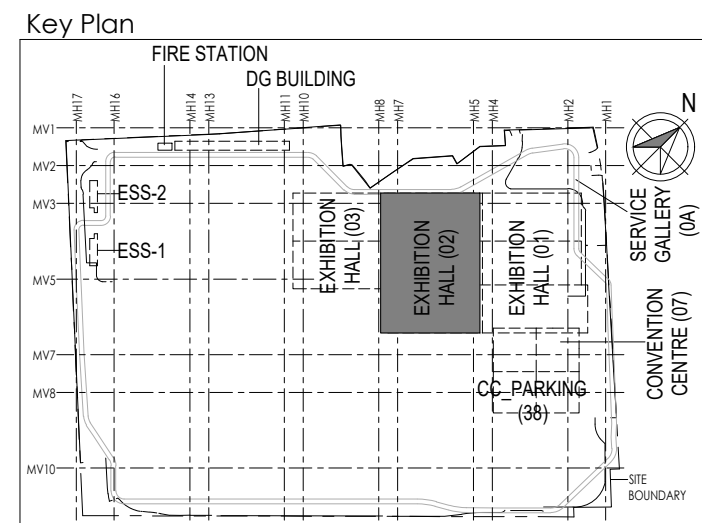 Key Plan
FIRE STATION
DG BUILDING
MH17
MH16
MH14
MH13
MH11
MH10
MH8
MH7
MH5
MH4
MH2
MH1
N
MV1
MV2
MV3
MV5
MV7
MV8
MV10
ESS-2
ESS-1
EXHIBITION
HALL (03)
EXHIBITION
HALL (02)
EXHIBITION
HALL (01)
SERVICE
GALLERY
(0A)
CONVENTION
CENTRE (07)
CC_PARKING
(38)
SITE
BOUNDARY